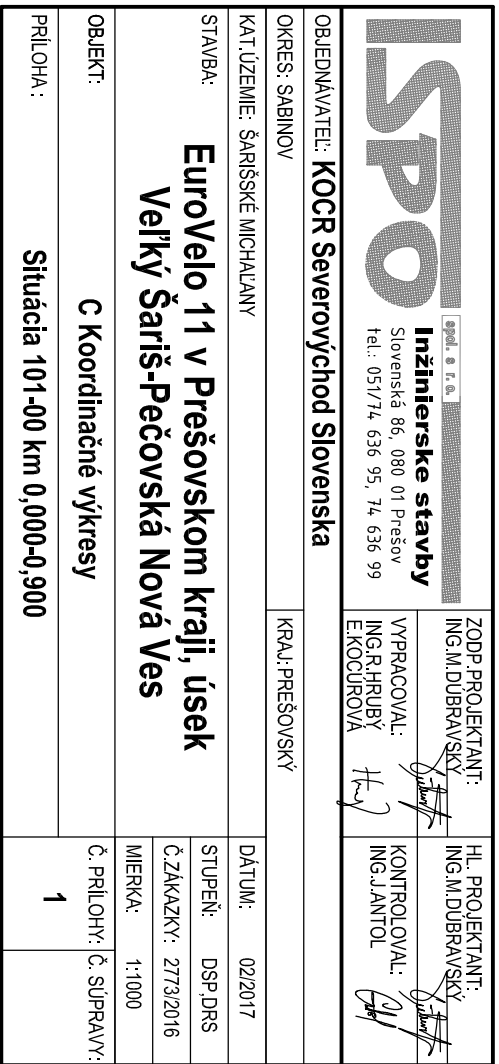 ISPO
spol. s r. o.
Inžinierske stavby
Slovenská 86, 080 01 Prešov
tel.: 051/74 636 95, 74 636 99
ZODP.PROJEKTANT:
ING.M.DÚBRAVSKÝ
HL. PROJEKTANT:
ING.M.DÚBRAVSKÝ
VYPRACOVAL:
ING.R.HRUBÝ
E.KOCÚROVÁ
KONTROLOVAL:
ING.J.ANTOL
OBJEDNÁVATEĽ: KOCR Severovýchod Slovenska
OKRES: SABINOV
KRAJ: PREŠOVSKÝ
KAT.ÚZEMIE: ŠARIŠSKÉ MICHAĽANY
DÁTUM: 02/2017
STAVBA:
EuroVelo 11 v Prešovskom kraji, úsek
Veľký Šariš-Pečovská Nová Ves
STUPEŇ: DSP,DRS
Č.ZÁKAZKY: 2773/2016
MIERKA: 1:1000
OBJEKT:
C Koordinačné výkresy
Č. PRÍLOHY:
Č. SÚPRAVY:
PRÍLOHA :
Situácia 101-00 km 0,000-0,900
1